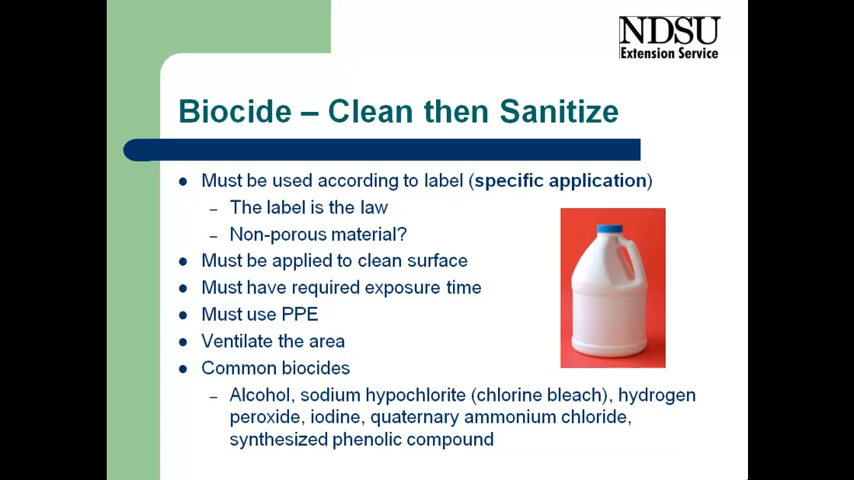 NDSU
Extension Service
Biocide – Clean then Sanitize
● Must be used according to label (specific application)
– The label is the law
– Non-porous material?
● Must be applied to clean surface
● Must have required exposure time
● Must use PPE
● Ventilate the area
● Common biocides
– Alcohol, sodium hypochlorite (chlorine bleach), hydrogen
peroxide, iodine, quaternary ammonium chloride,
synthesized phenolic compound